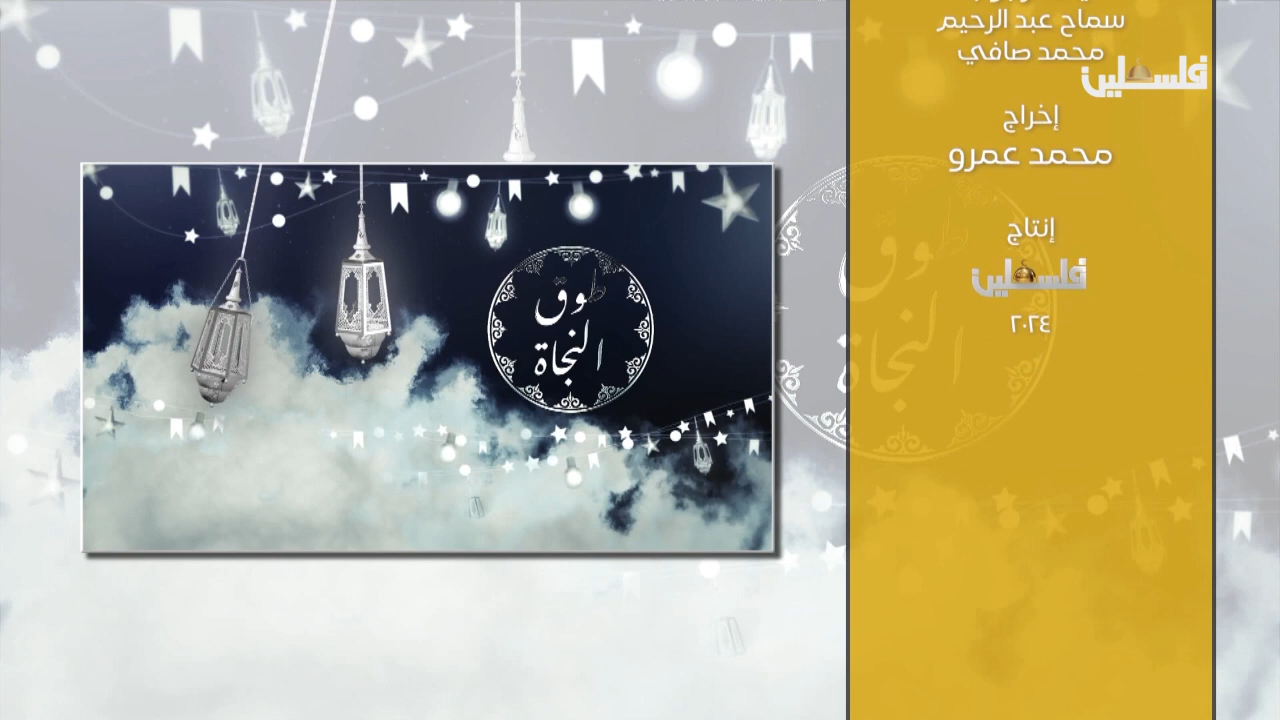 سماح عبد الرحيم
محمد صافي
فلسطين
إخراج
محمد عمرو
إنتاج
فلسطين
٢٠٢٤
طوق
النجاة